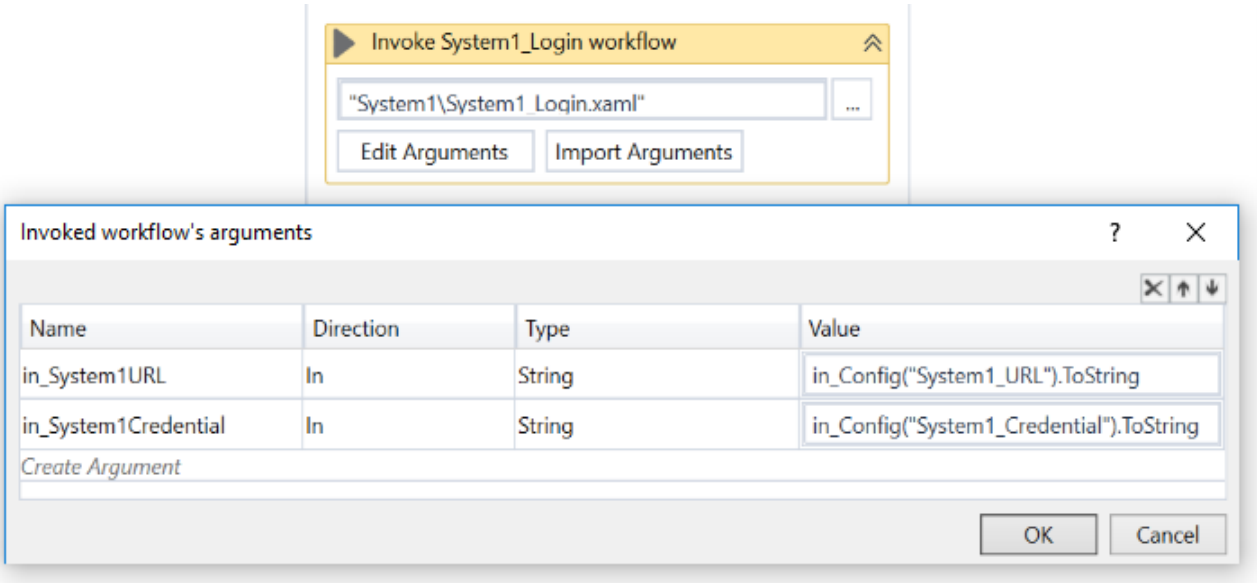 Invoke System1_Login workflow
"System1\System1_Login.xaml"
...
Edit Arguments Import Arguments
Invoked workflow's arguments ?
Name Direction Type Value
in_System1URL In String in_Config("System1_URL").ToString
in_System1Credential In String in_Config("System1_Credential").ToString
Create Argument
OK Cancel